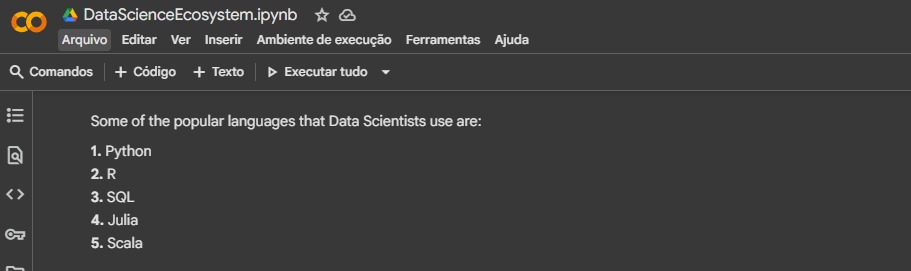 DataScienceEcosystem.ipynb
Arquivo Editar Ver Inserir Ambiente de execução Ferramentas Ajuda
Comandos + Código + Texto Executar tudo
Some of the popular languages that Data Scientists use are:
1. Python
2. R
3. SQL
4. Julia
5. Scala